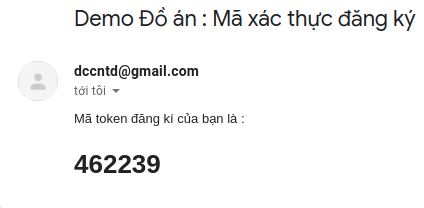 Demo Đồ án : Mã xác thực đăng ký
dccntd@gmail.com
tới tôi
Mã token đăng kí của bạn là :
462239